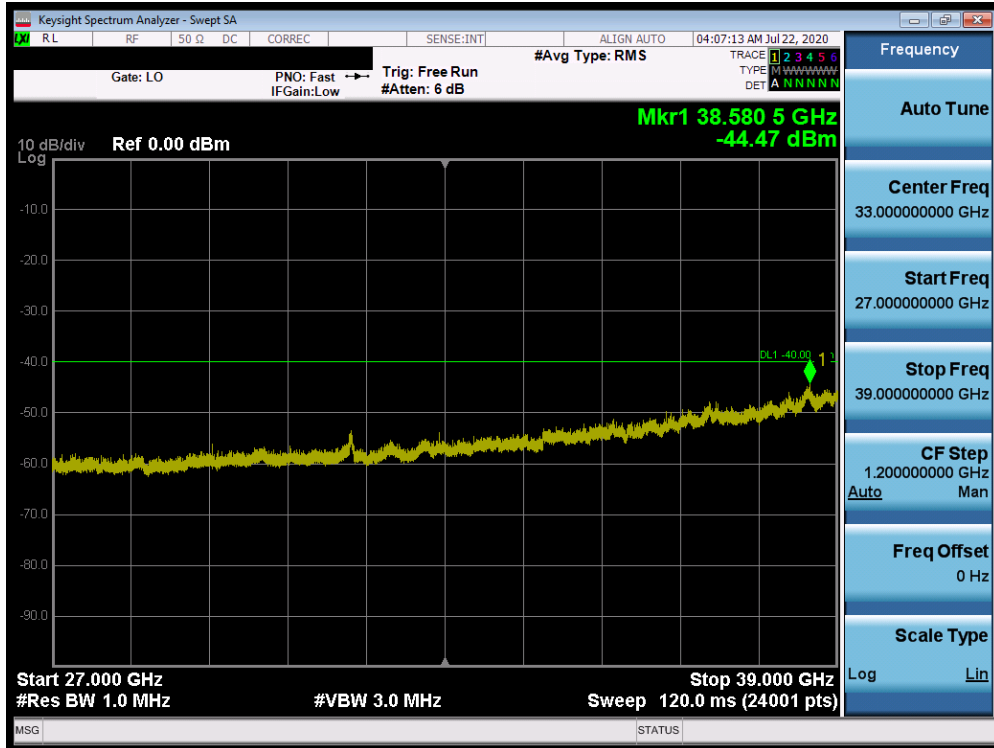 Keysight Spectrum Analyzer - Swept SA
LXI RL RF 50 Ω DC CORREC SENSE:INT ALIGN AUTO 04:07:13 AM Jul 22, 2020
Gate: LO
PNO: Fast
IFGain:Low
Trig: Free Run
#Atten: 6 dB
#Avg Type: RMS
TRACE 1 2 3 4 5 6
TYPE M WWWWW
DET A N N N N N
Frequency
Mkr1 38.580 5 GHz
-44.47 dBm
10 dB/div Ref 0.00 dBm
Log
-10.0
-20.0
-30.0
-40.0
-50.0
-60.0
-70.0
-80.0
-90.0
DL1 -40.00
1
Start 27.000 GHz
Stop 39.000 GHz
#Res BW 1.0 MHz
#VBW 3.0 MHz
Sweep 120.0 ms (24001 pts)
MSG
STATUS
Auto Tune
Center Freq
33.000000000 GHz
Start Freq
27.000000000 GHz
Stop Freq
39.000000000 GHz
CF Step
1.200000000 GHz
Auto Man
Freq Offset
0 Hz
Scale Type
Log Lin